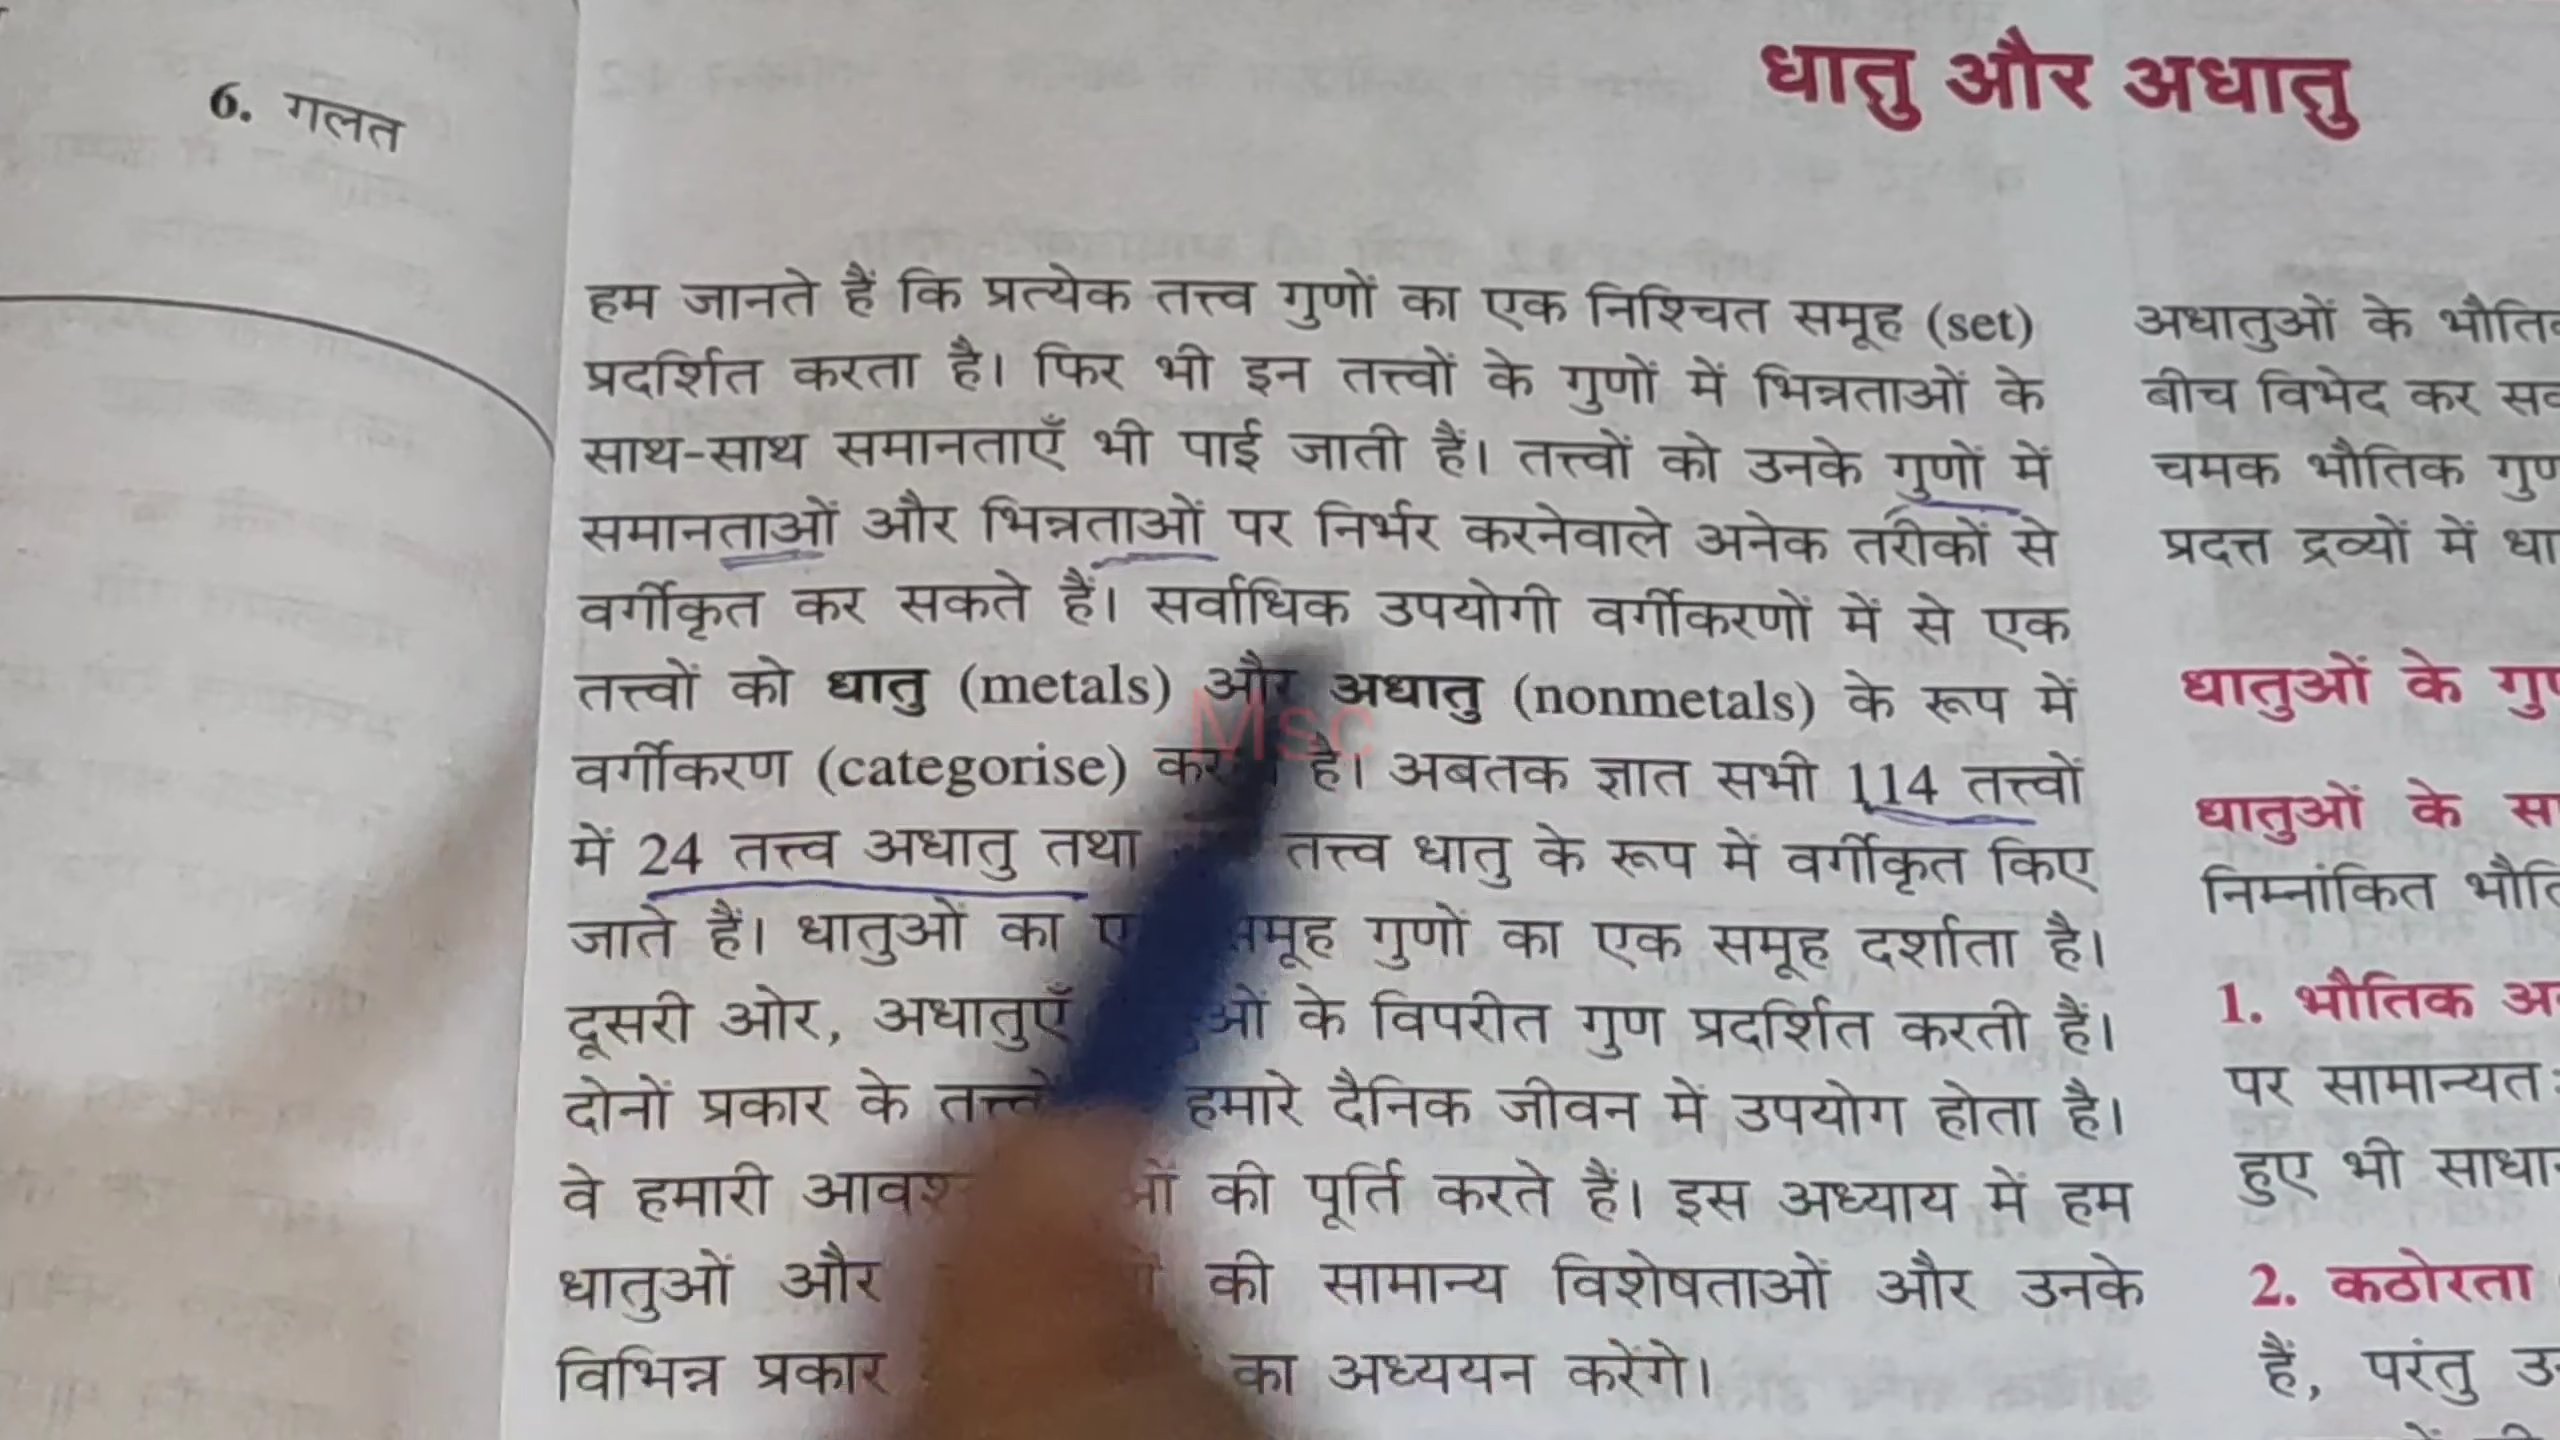 6. गलत
धातु और अधातु
हम जानते हैं कि प्रत्येक तत्त्व गुणों का एक निश्चित समूह (set)
प्रदर्शित करता है। फिर भी इन तत्त्वों के गुणों में भिन्नताओं के
साथ-साथ समानताएँ भी पाई जाती हैं। तत्त्वों को उनके गुणों में
समानताओं और भिन्नताओं पर निर्भर करनेवाले अनेक तरीकों से
वर्गीकृत कर सकते हैं। सर्वाधिक उपयोगी वर्गीकरणों में से एक
तत्त्वों को धातु (metals) और अधातु (nonmetals) के रूप में
वर्गीकरण (categorise) है। अबतक ज्ञात सभी 114 तत्त्वों
में 24 तत्त्व अधातु तथा तत्त्व धातु के रूप में वर्गीकृत किए
जाते हैं। धातुओं का समूह गुणों का एक समूह दर्शाता है।
दूसरी ओर, अधातुएँ के विपरीत गुण प्रदर्शित करती हैं।
दोनों प्रकार के हमारे दैनिक जीवन में उपयोग होता है।
वे हमारी की पूर्ति करते हैं। इस अध्याय में हम
धातुओं और की सामान्य विशेषताओं और उनके
विभिन्न प्रकार का अध्ययन करेंगे।
Msc
अधातुओं के
बीच विभेद कर
चमक भौतिक
प्रदत्त द्रव्यों में
धातुओं के
धातुओं के
निम्नांकित
1. भौतिक
पर
हुए भी
2. कठोरता
हैं, परंतु